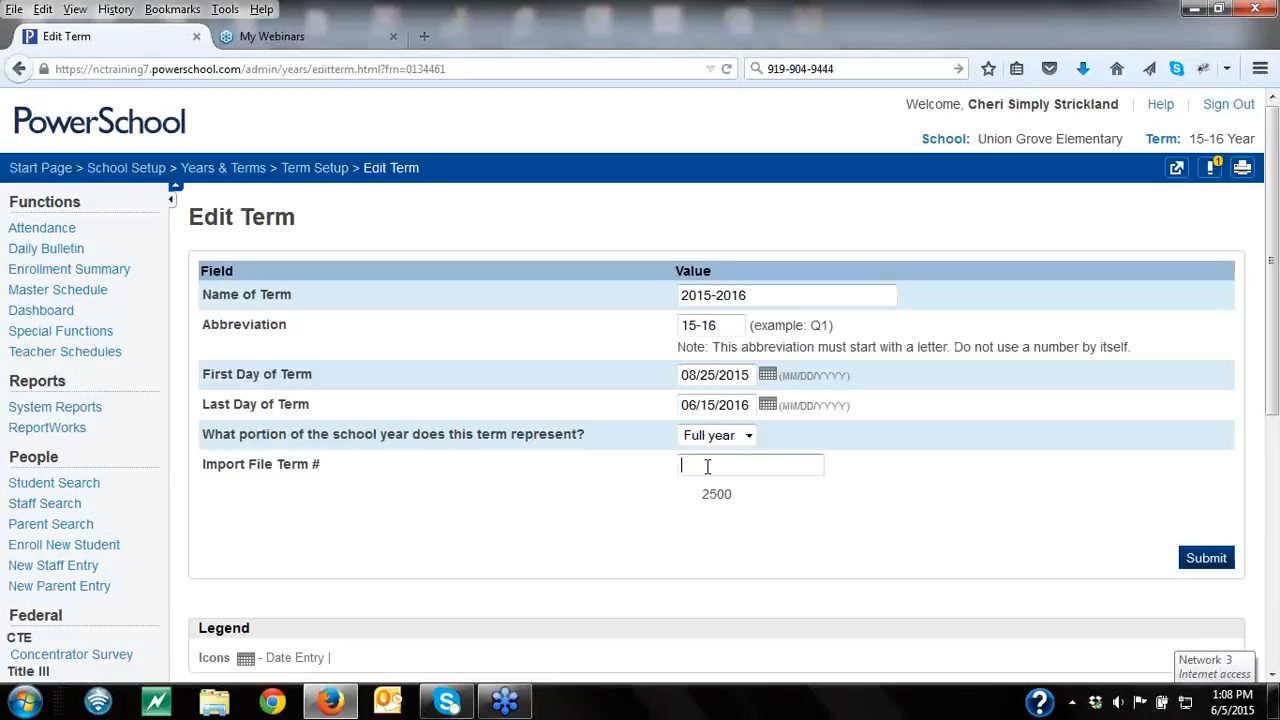 File Edit View History Bookmarks Tools Help
Edit Term
My Webinars
https://nctraining7.powerschool.com/admin/years/editterm.html?frn=0134461
919-904-9444
Welcome, Cheri Simply Strickland Help Sign Out
PowerSchool
School: Union Grove Elementary Term: 15-16 Year
Start Page > School Setup > Years & Terms > Term Setup > Edit Term
Functions
Attendance
Daily Bulletin
Enrollment Summary
Master Schedule
Dashboard
Special Functions
Teacher Schedules
Reports
System Reports
ReportWorks
People
Student Search
Staff Search
Parent Search
Enroll New Student
New Staff Entry
New Parent Entry
Federal
CTE
Concentrator Survey
Title III
Edit Term
Field Value
Name of Term 2015-2016
Abbreviation 15-16 (example: Q1)
Note: This abbreviation must start with a letter. Do not use a number by itself.
First Day of Term 08/25/2015 (MM/DD/YYYY)
Last Day of Term 06/15/2016 (MM/DD/YYYY)
What portion of the school year does this term represent? Full year
Import File Term #
2500
Submit
Legend
Icons - Date Entry |
Network 3
Internet access
1:08 PM
6/5/2015